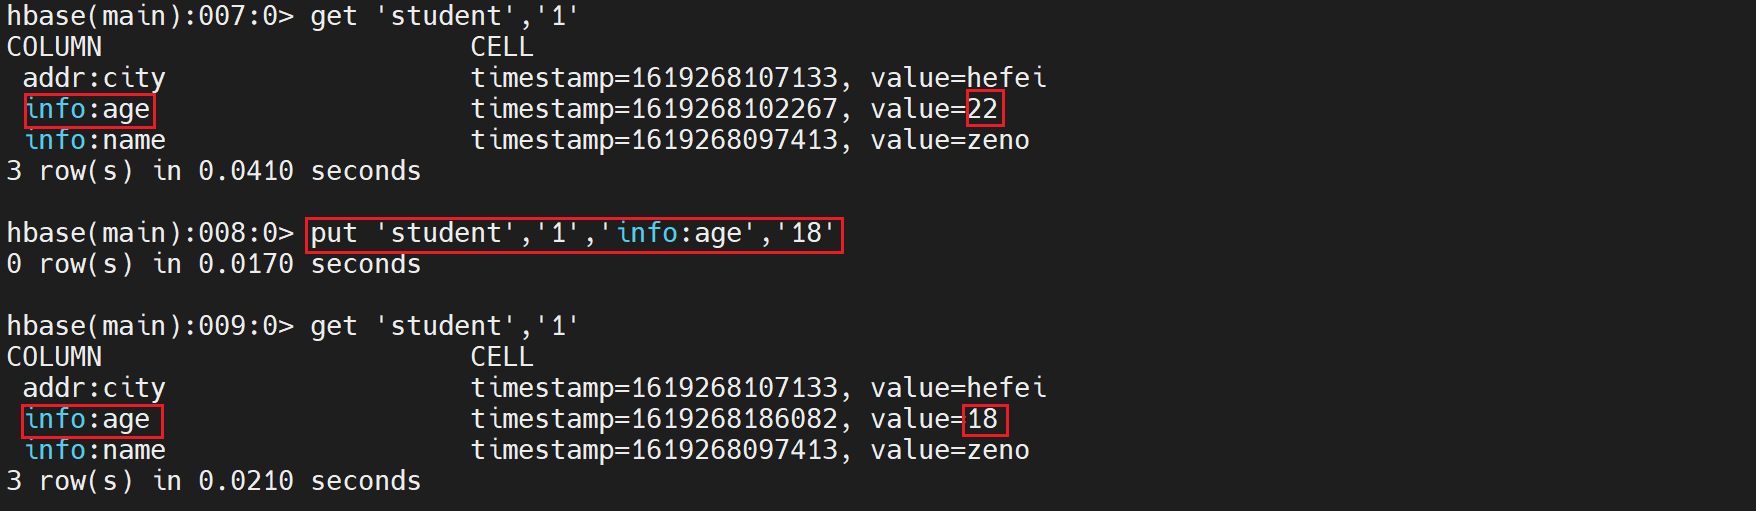 hbase(main):007:0> get 'student','1'
COLUMN CELL
addr:city timestamp=1619268107133, value=hefei
info:age timestamp=1619268102267, value=22
info:name timestamp=1619268097413, value=zeno
3 row(s) in 0.0410 seconds
hbase(main):008:0> put 'student','1','info:age','18'
0 row(s) in 0.0170 seconds
hbase(main):009:0> get 'student','1'
COLUMN CELL
addr:city timestamp=1619268107133, value=hefei
info:age timestamp=1619268186082, value=18
info:name timestamp=1619268097413, value=zeno
3 row(s) in 0.0210 seconds